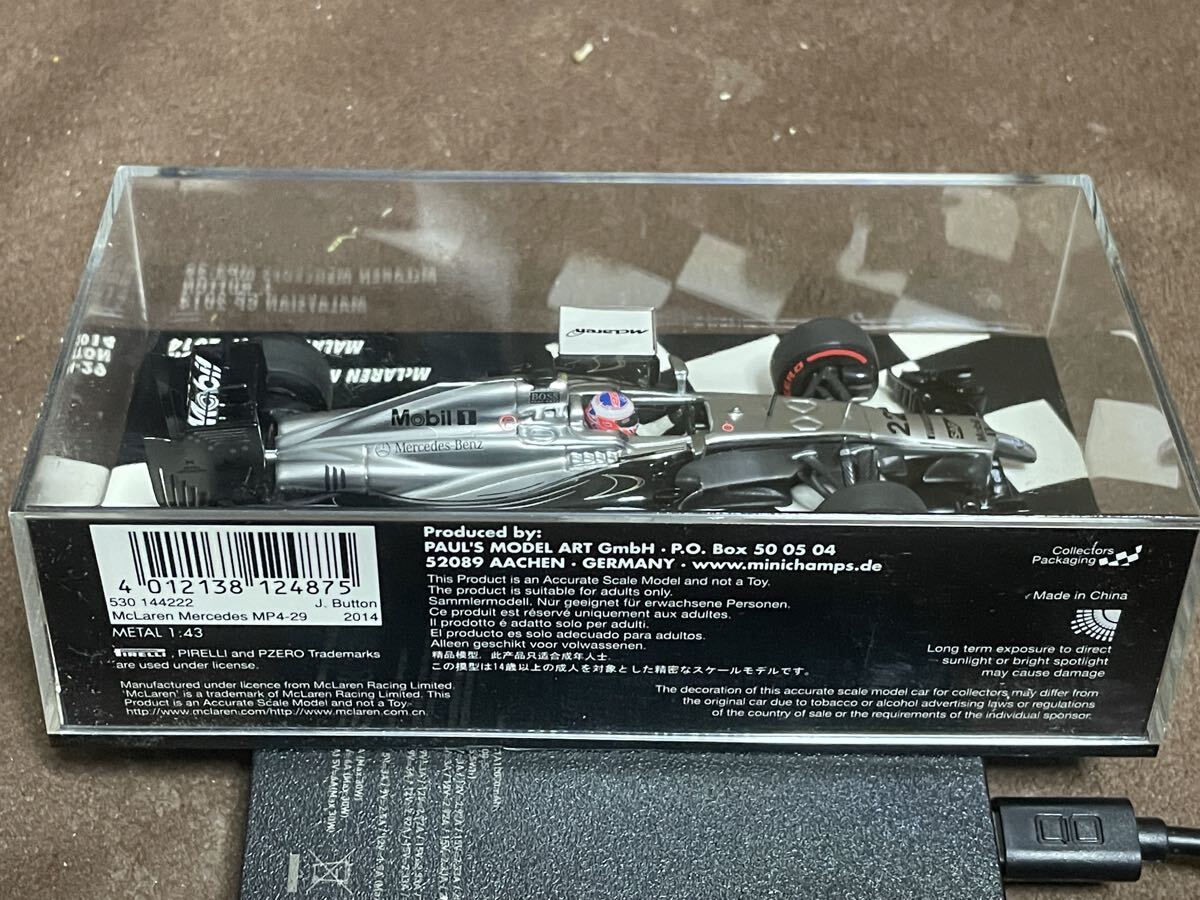 McLaren
MALA
2014
McLAREN M
Mobil
BOSS
Mobil 1
Mercedes-Benz
22
4 012138 124875
530 144222 J. Button
McLaren Mercedes MP4-29 2014
METAL 1:43
PIRELLI, PIRELLI and PZERO Trademarks
are used under license.
Manufactured under licence from McLaren Racing Limited.
'McLaren' is a trademark of McLaren Racing Limited. This
Product is an Accurate Scale Model and not a Toy.
http://www.mclaren.com/http://www.mclaren.com.cn.
Produced by:
PAUL'S MODEL ART GmbH · P.O. Box 50 05 04
52089 AACHEN · GERMANY · www.minichamps.de
This Product is an Accurate Scale Model and not a Toy.
The product is suitable for adults only.
Sammlermodell. Nur geeignet für erwachsene Personen.
Ce produit est réservé uniquement aux adultes.
Il prodotto é adatto solo per adulti.
El producto es solo adecuado para adultos.
Alleen geschikt voor volwassenen.
精品模型．此产品只适合成年人士．
この模型は14歳以上の成人を対象とした精密なスケールモデルです。
Collectors
Packaging
Made in China
Long term exposure to direct
sunlight or bright spotlight
may cause damage
The decoration of this accurate scale model car for collectors may differ from
the original car due to tobacco or alcohol advertising laws or regulations
of the country of sale or the requirements of the individual sponsor.